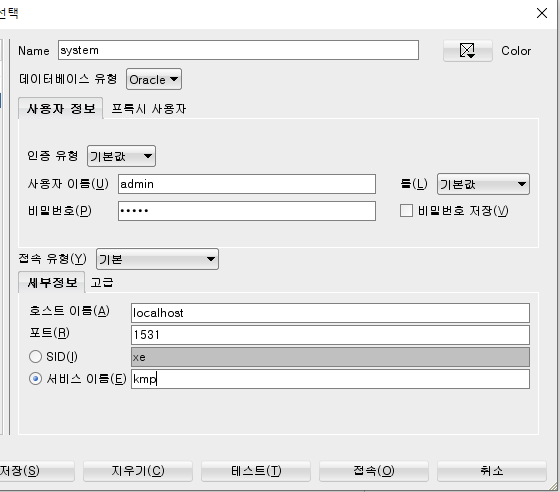 선택
Name system Color
데이터베이스 유형 Oracle
사용자 정보 프록시 사용자
인증 유형 기본값
사용자 이름(U) admin 롤(L) 기본값
비밀번호(P) ••••• 비밀번호 저장(V)
접속 유형(Y) 기본
세부정보 고급
호스트 이름(A) localhost
포트(R) 1531
SID(I) xe
서비스 이름(E) kmp
저장(S) 지우기(C) 테스트(T) 접속(O) 취소